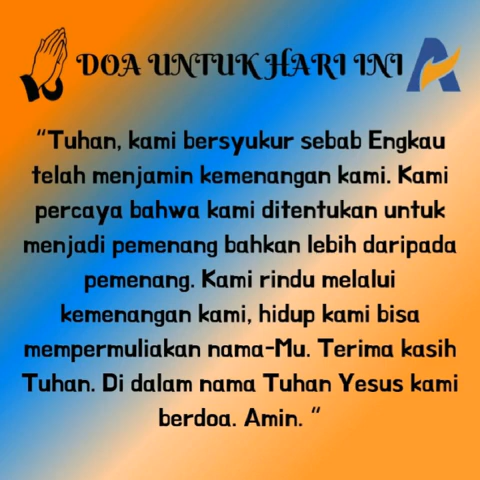 DOA UNTUK HARI INI
"Tuhan, kami bersyukur sebab Engkau
telah menjamin kemenangan kami. Kami
percaya bahwa kami ditentukan untuk
menjadi pemenang bahkan lebih daripada
pemenang. Kami rindu melalui
kemenangan kami, hidup kami bisa
mempermuliakan nama-Mu. Terima kasih
Tuhan. Di dalam nama Tuhan Yesus kami
berdoa. Amin. "